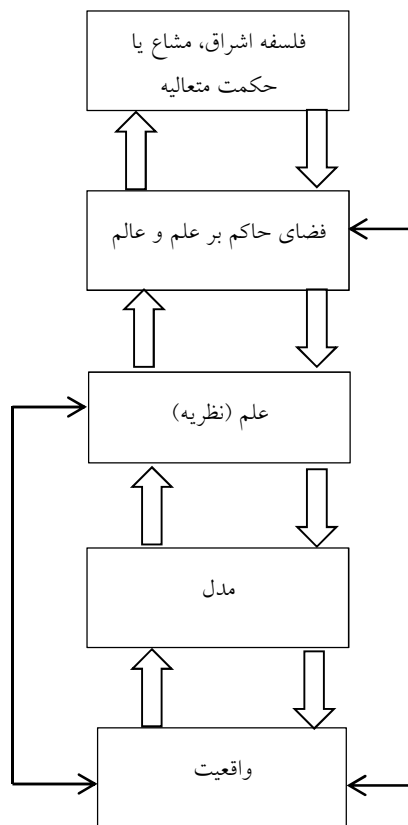 فلسفه اشراق، مشاع یا
حکمت متعالیه
فضای حاکم بر علم و عالم
علم (نظریه)
مدل
واقعیت